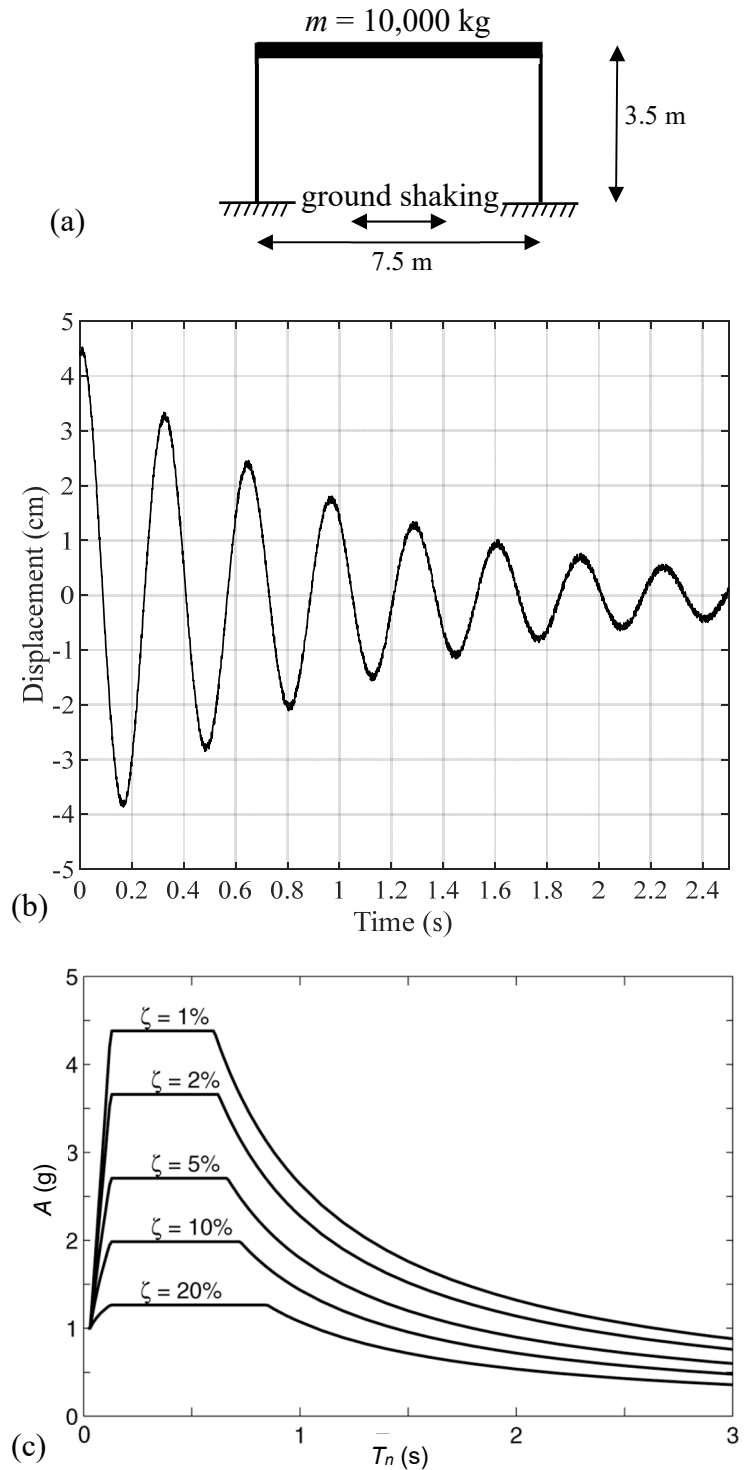 m = 10,000 kg
3.5 m
ground shaking
(a)
7.5 m
5
4
3
2
1
0
-1
-2
-3
-4
-5
Displacement (cm)
0 0.2 0.4 0.6 0.8 1 1.2 1.4 1.6 1.8 2 2.2 2.4
(b)
Time (s)
5
4
3
2
1
0
A (g)
ζ = 1%
ζ = 2%
ζ = 5%
ζ = 10%
ζ = 20%
0 1 2 3
(c)
Tn (s)